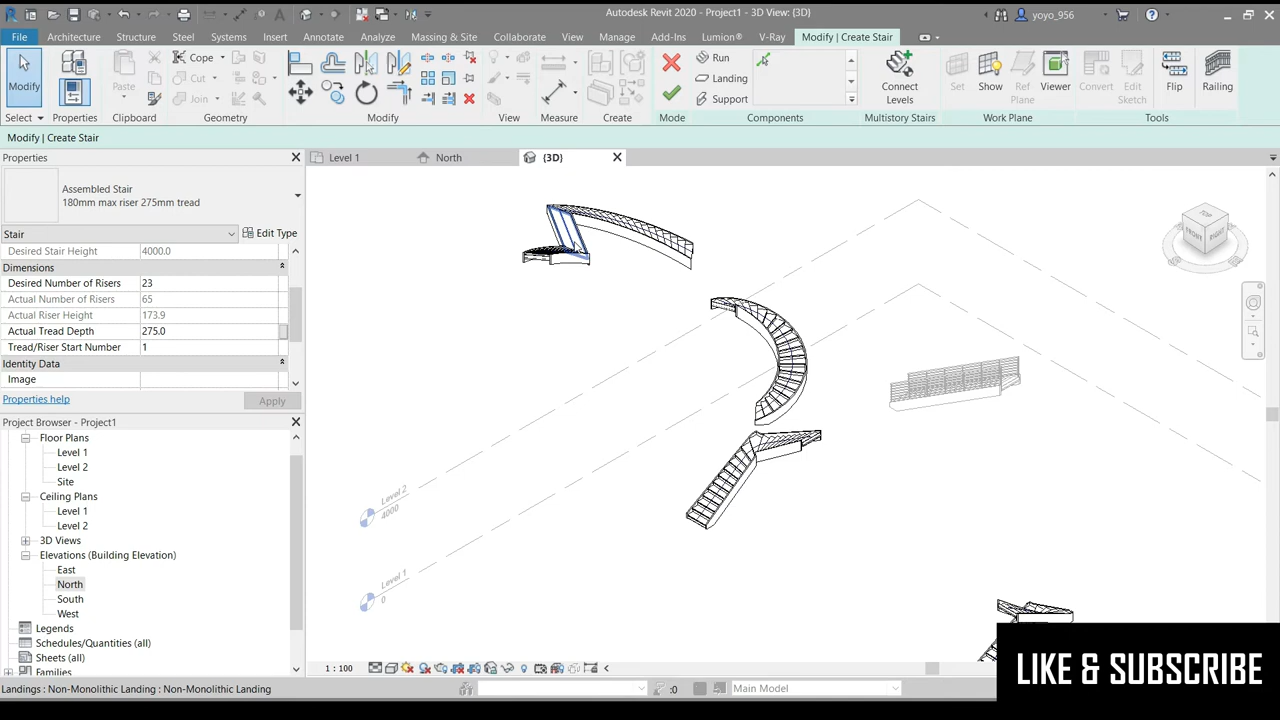 Autodesk Revit 2020 - Project1 - 3D View: {3D}
yoyo_956
File Architecture Structure Steel Systems Insert Annotate Analyze Massing & Site Collaborate View Manage Add-Ins Lumion® V-Ray Modify | Create Stair
Modify
Paste
Cope
Cut
Join
Run
Landing
Support
Connect Levels
Set Show Ref Plane Viewer
Convert Edit Sketch
Flip Railing
Select Properties Clipboard Geometry Modify View Measure Create Mode Components Multistory Stairs Work Plane Tools
Modify | Create Stair
Properties
Level 1
North
{3D}
Assembled Stair
180mm max riser 275mm tread
Stair
Edit Type
Desired Stair Height 4000.0
Dimensions
Desired Number of Risers 23
Actual Number of Risers 65
Actual Riser Height 173.9
Actual Tread Depth 275.0
Tread/Riser Start Number 1
Identity Data
Image
Properties help
Apply
Project Browser - Project1
Floor Plans
Level 1
Level 2
Site
Ceiling Plans
Level 1
Level 2
3D Views
Elevations (Building Elevation)
East
North
South
West
Legends
Schedules/Quantities (all)
Sheets (all)
Families
TOP
FRONT
RIGHT
Level 2
4000
Level 1
0
1 : 100
Landings : Non-Monolithic Landing : Non-Monolithic Landing
:0
Main Model
LIKE & SUBSCRIBE